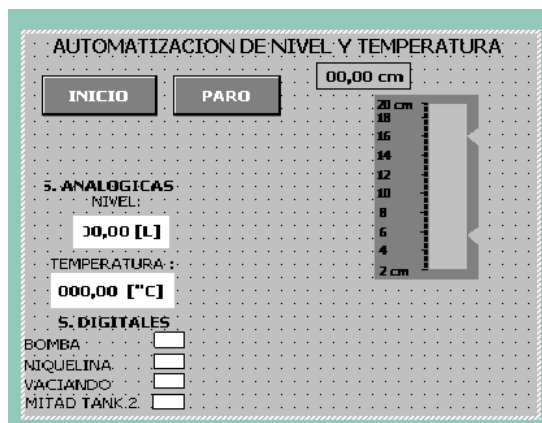 AUTOMATIZACION DE NIVEL Y TEMPERATURA
00,00 cm
INICIO
PARO
20 cm
18
16
14
12
10
8
6
4
2 cm
S. ANALOGICAS
NIVEL:
00,00 [L]
TEMPERATURA :
000,00 ["C]
S. DIGITALES
BOMBA
NIQUELINA
VACIANDO
MITAD TANK.2.